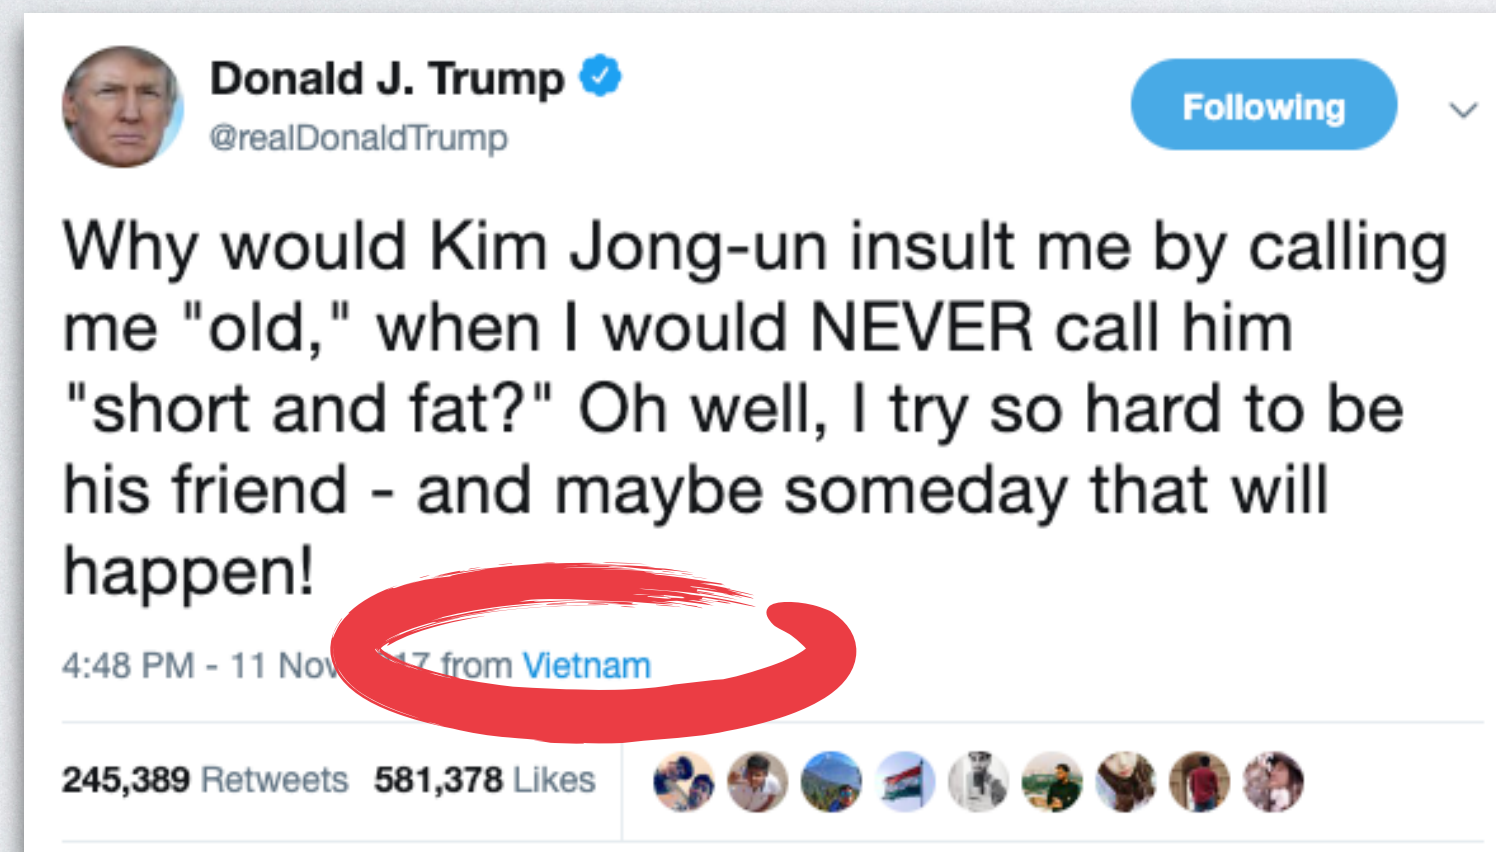 Donald J. Trump
@realDonaldTrump
Following
Why would Kim Jong-un insult me by calling
me "old," when I would NEVER call him
"short and fat?" Oh well, I try so hard to be
his friend - and maybe someday that will
happen!
4:48 PM - 11 Nov 17 from Vietnam
245,389 Retweets 581,378 Likes